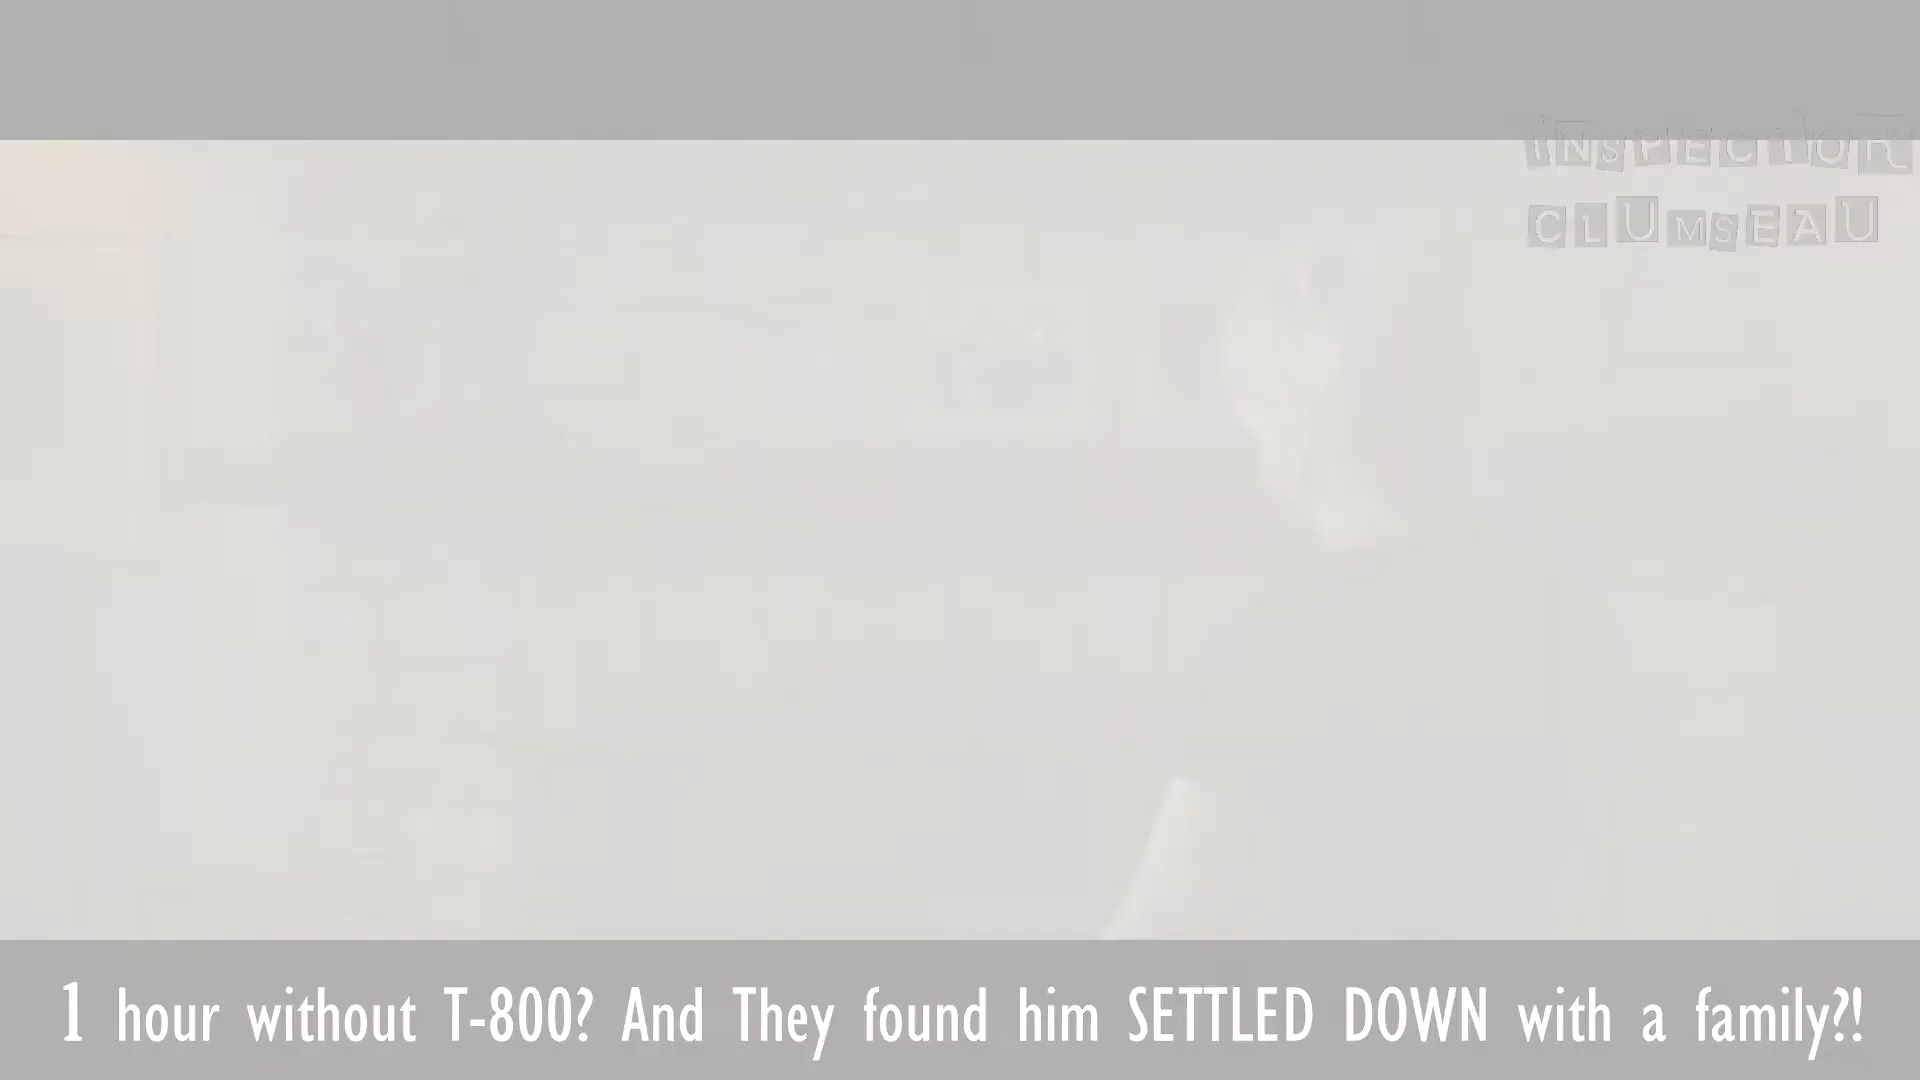 INSPECTOR
CLUMSEAU
1 hour without T-800? And They found him SETTLED DOWN with a family?!